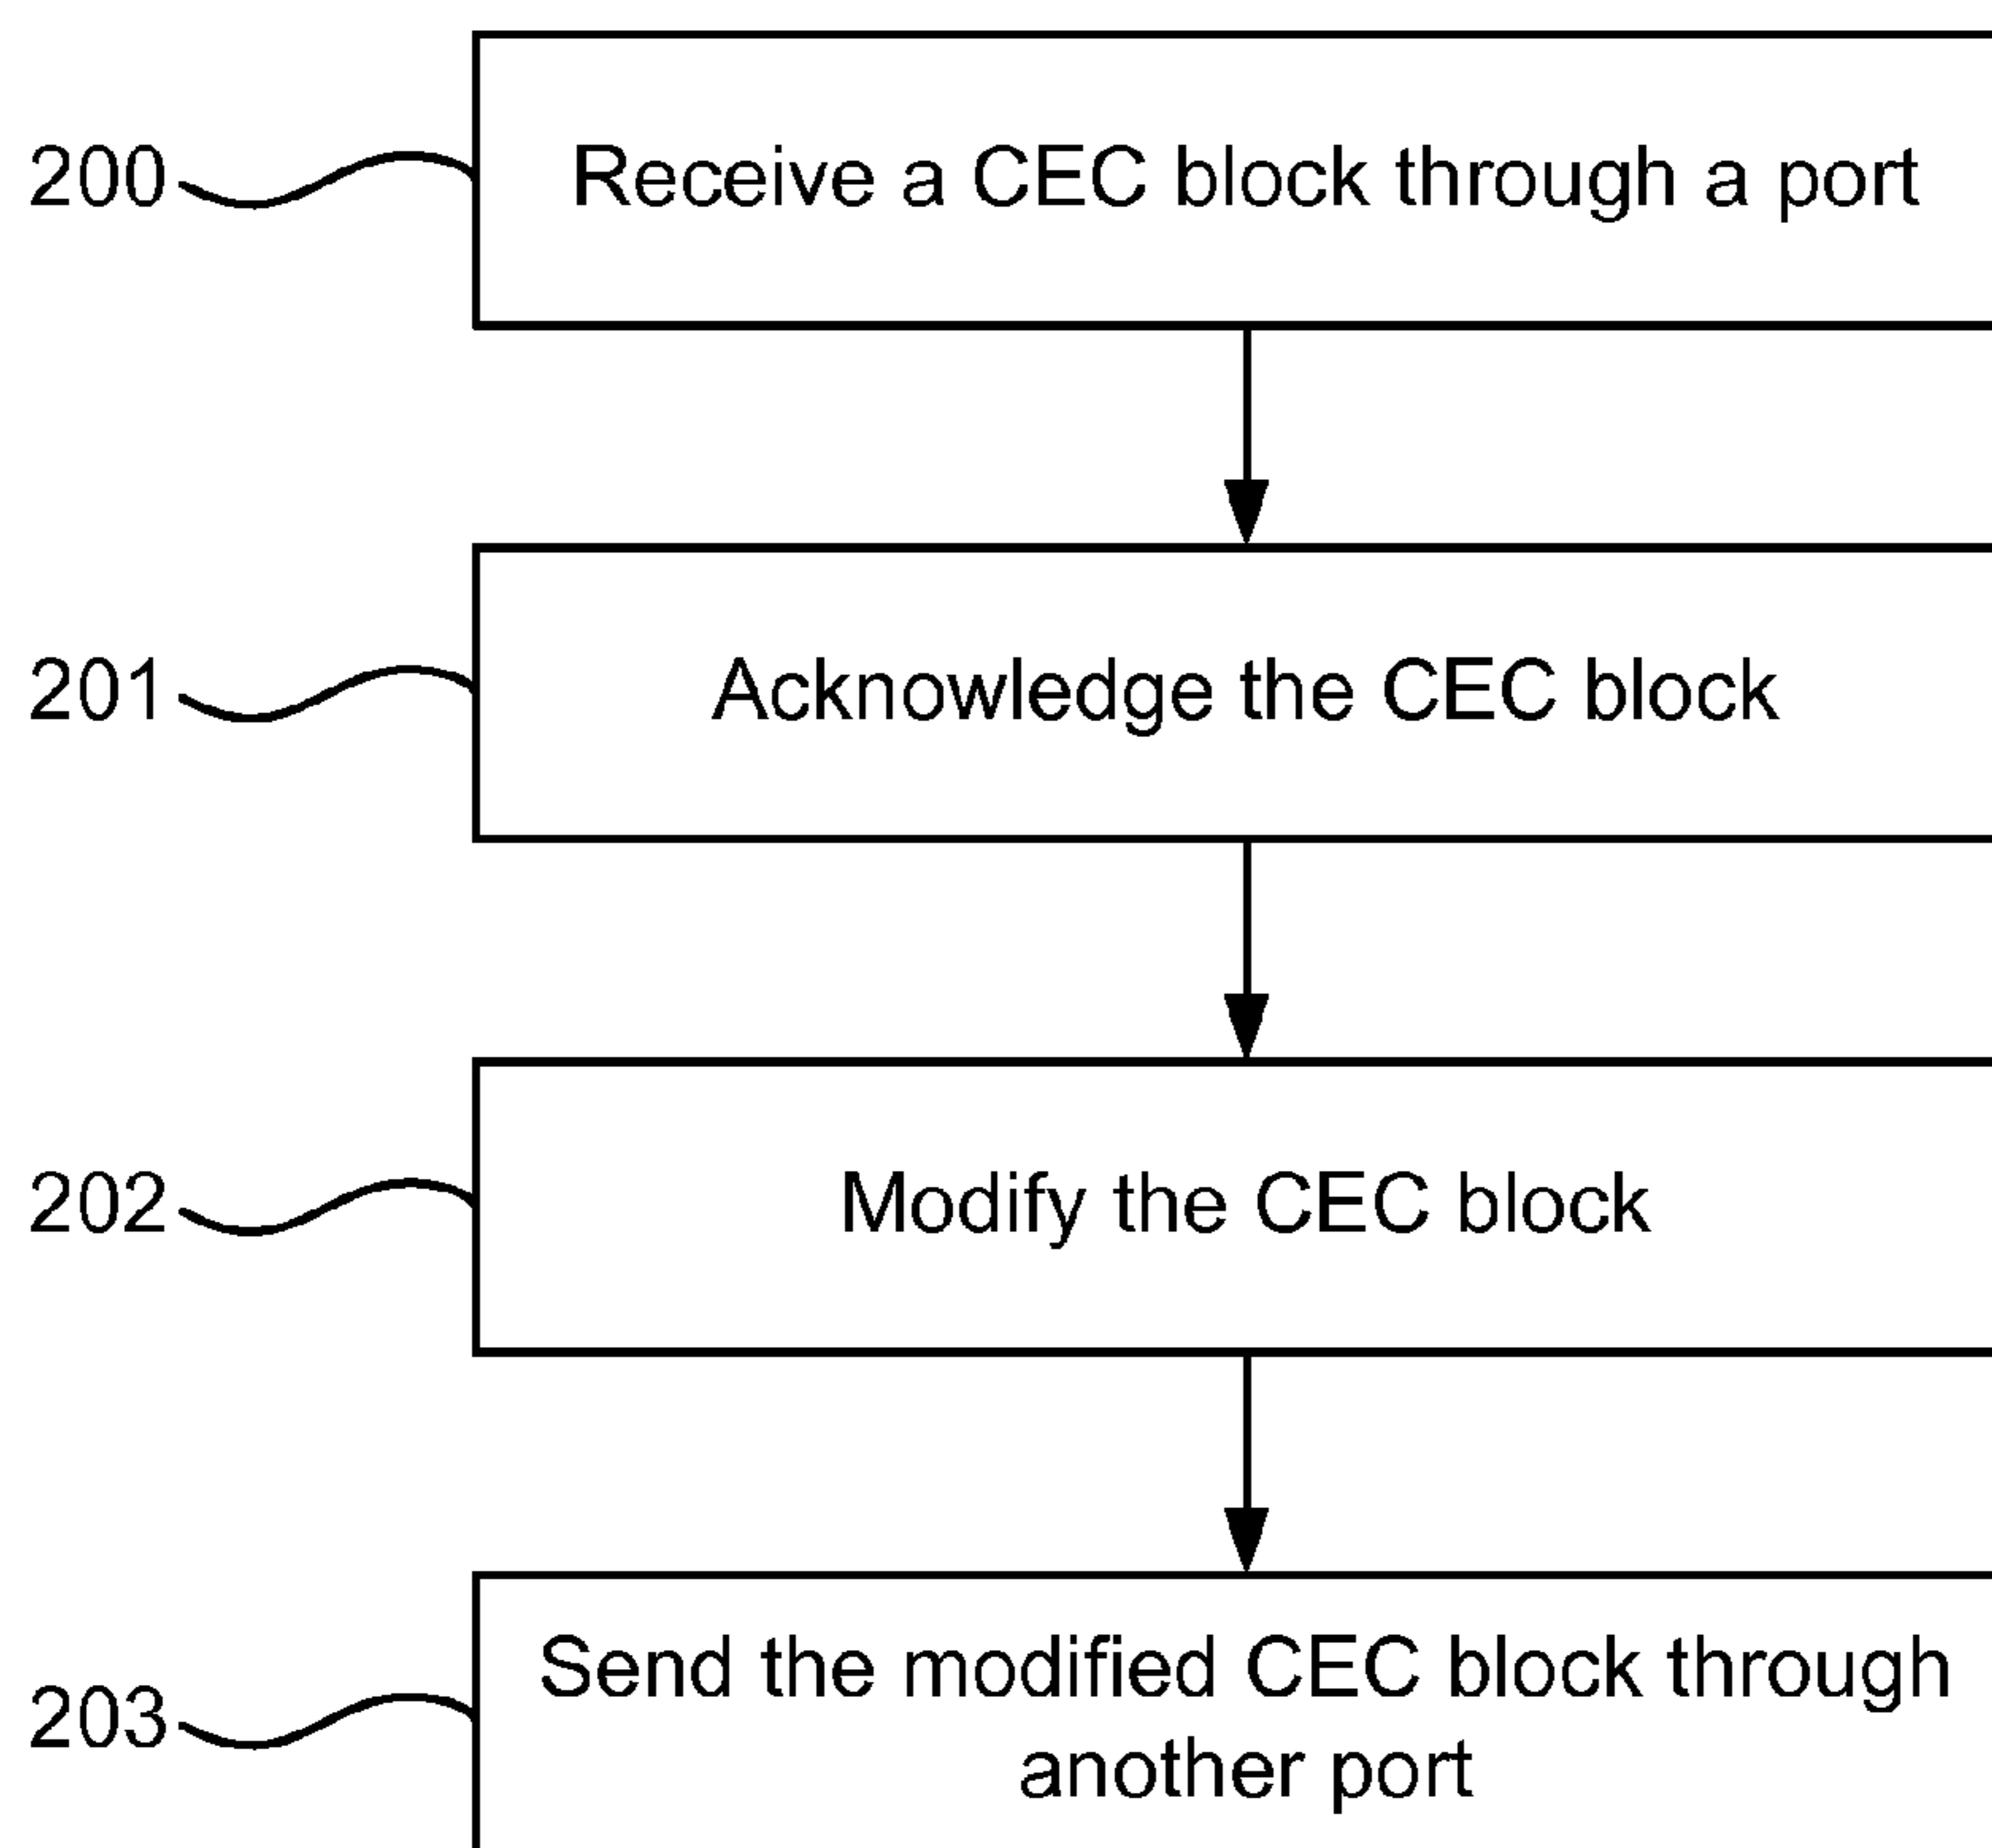 200 Receive a CEC block through a port
201 Acknowledge the CEC block
202 Modify the CEC block
203 Send the modified CEC block through
another port